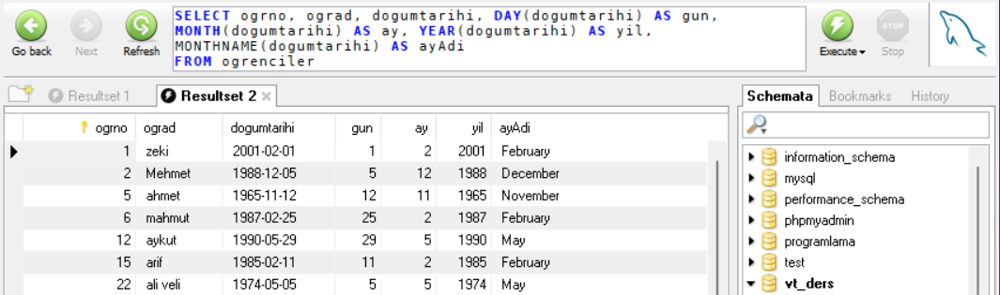 SELECT ogrno, ograd, dogumtarihi, DAY(dogumtarihi) AS gun,
MONTH(dogumtarihi) AS ay, YEAR(dogumtarihi) AS yil,
MONTHNAME(dogumtarihi) AS ayAdi
FROM ogrenciler
Go back Next Refresh Execute Stop
STOP
Resultset 1 Resultset 2 Schemata Bookmarks History
ogrno ograd dogumtarihi gun ay yil ayAdi
1 zeki 2001-02-01 1 2 2001 February
2 Mehmet 1988-12-05 5 12 1988 December
5 ahmet 1965-11-12 12 11 1965 November
6 mahmut 1987-02-25 25 2 1987 February
12 aykut 1990-05-29 29 5 1990 May
15 arif 1985-02-11 11 2 1985 February
22 ali veli 1974-05-05 5 5 1974 May
information_schema
mysql
performance_schema
phpmyadmin
programlama
test
vt_ders